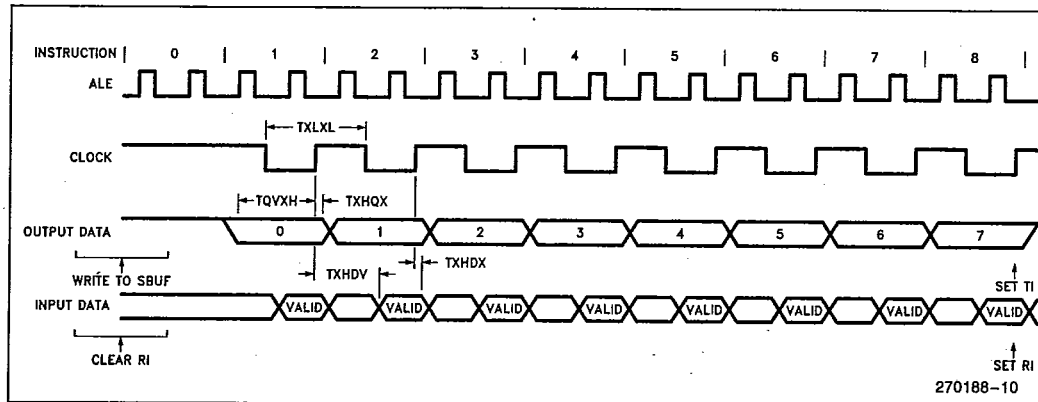 INSTRUCTION | 0 | 1 | 2 | 3 | 4 | 5 | 6 | 7 | 8 |
ALE
TXLXL
CLOCK
TQVXH TXHQX
OUTPUT DATA 0 1 2 3 4 5 6 7
WRITE TO SBUF TXHDV TXHDX SET TI
INPUT DATA VALID VALID VALID VALID VALID VALID VALID VALID
CLEAR RI SET RI
270188-10